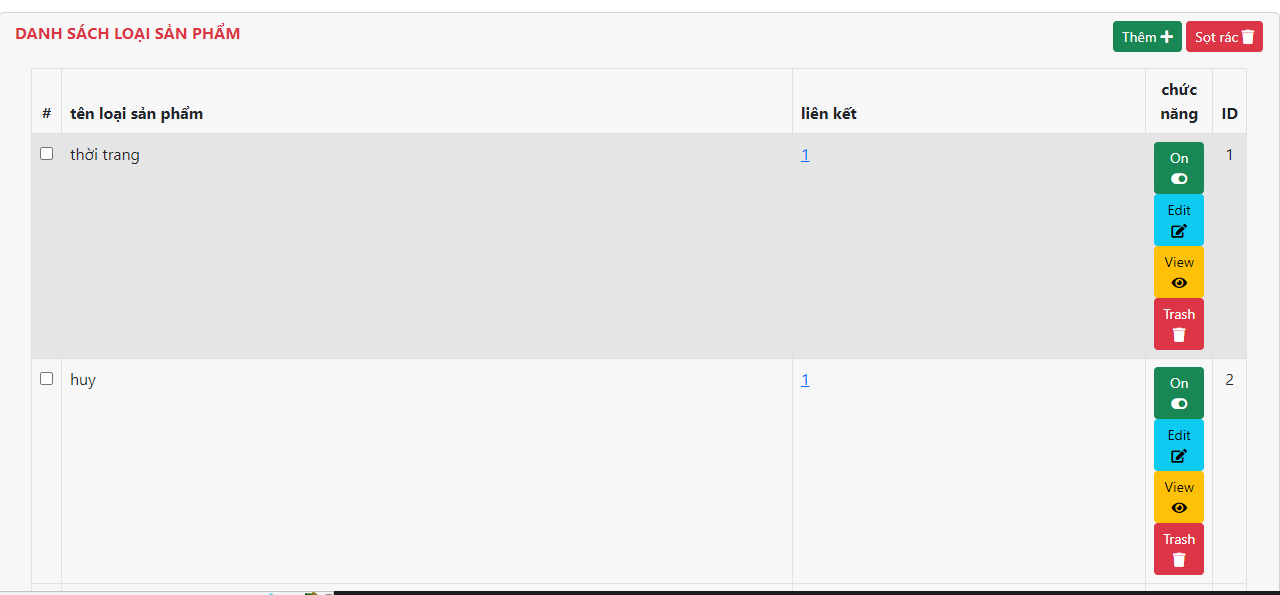 DANH SÁCH LOẠI SẢN PHẨM
Thêm
Sọt rác
# tên loại sản phẩm liên kết chức năng ID
thời trang 1 On 1
Edit
View
Trash
huy 1 On 2
Edit
View
Trash